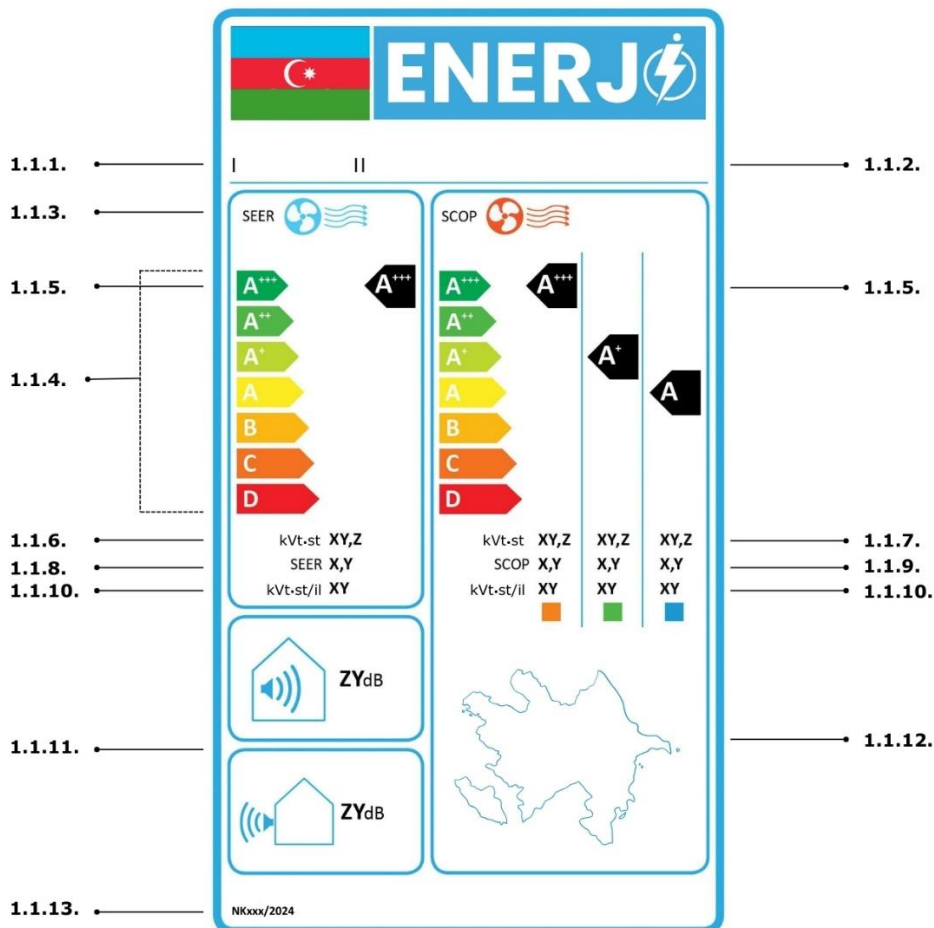 ENERJİ
1.1.1. I II 1.1.2.
1.1.3. SEER SCOP
1.1.5. A+++ A+++ A+++ A+++ 1.1.5.
A++ A++
1.1.4. A+ A+ A+
A A A
B B
C C
D D
1.1.6. kVt·st XY,Z kVt·st XY,Z XY,Z XY,Z 1.1.7.
1.1.8. SEER X,Y SCOP X,Y X,Y X,Y 1.1.9.
1.1.10. kVt·st/il XY kVt·st/il XY XY XY 1.1.10.
ZYdB
1.1.11. 1.1.12.
ZYdB
1.1.13. NKxxx/2024